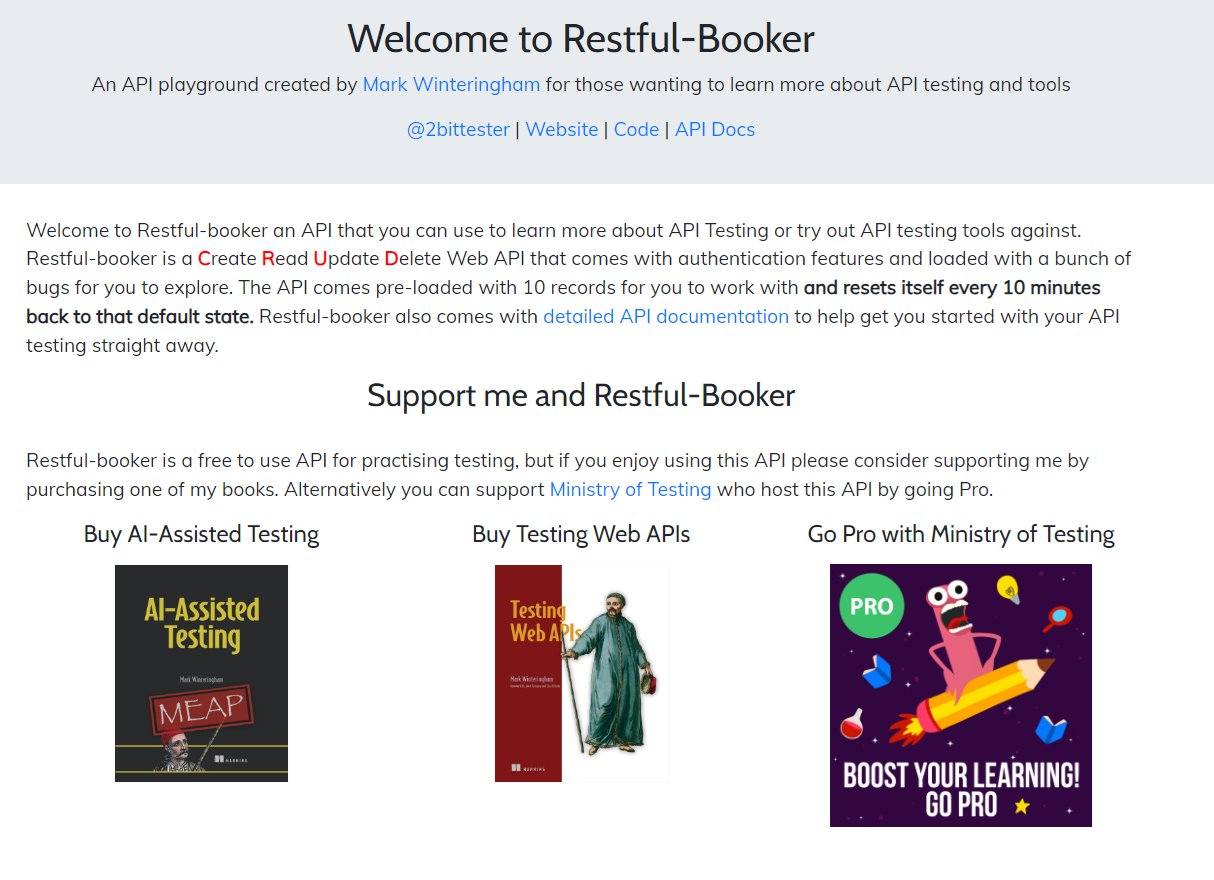 Welcome to Restful-Booker
An API playground created by Mark Winteringham for those wanting to learn more about API testing and tools
@2bittester | Website | Code | API Docs
Welcome to Restful-booker an API that you can use to learn more about API Testing or try out API testing tools against.
Restful-booker is a Create Read Update Delete Web API that comes with authentication features and loaded with a bunch of
bugs for you to explore. The API comes pre-loaded with 10 records for you to work with and resets itself every 10 minutes
back to that default state. Restful-booker also comes with detailed API documentation to help get you started with your API
testing straight away.
Support me and Restful-Booker
Restful-booker is a free to use API for practising testing, but if you enjoy using this API please consider supporting me by
purchasing one of my books. Alternatively you can support Ministry of Testing who host this API by going Pro.
Buy AI-Assisted Testing
AI-Assisted
Testing
Mark Winteringham
MEAP
MANNING
Buy Testing Web APIs
Testing
Web APIs
Mark Winteringham
MANNING
Go Pro with Ministry of Testing
PRO
BOOST YOUR LEARNING!
GO PRO